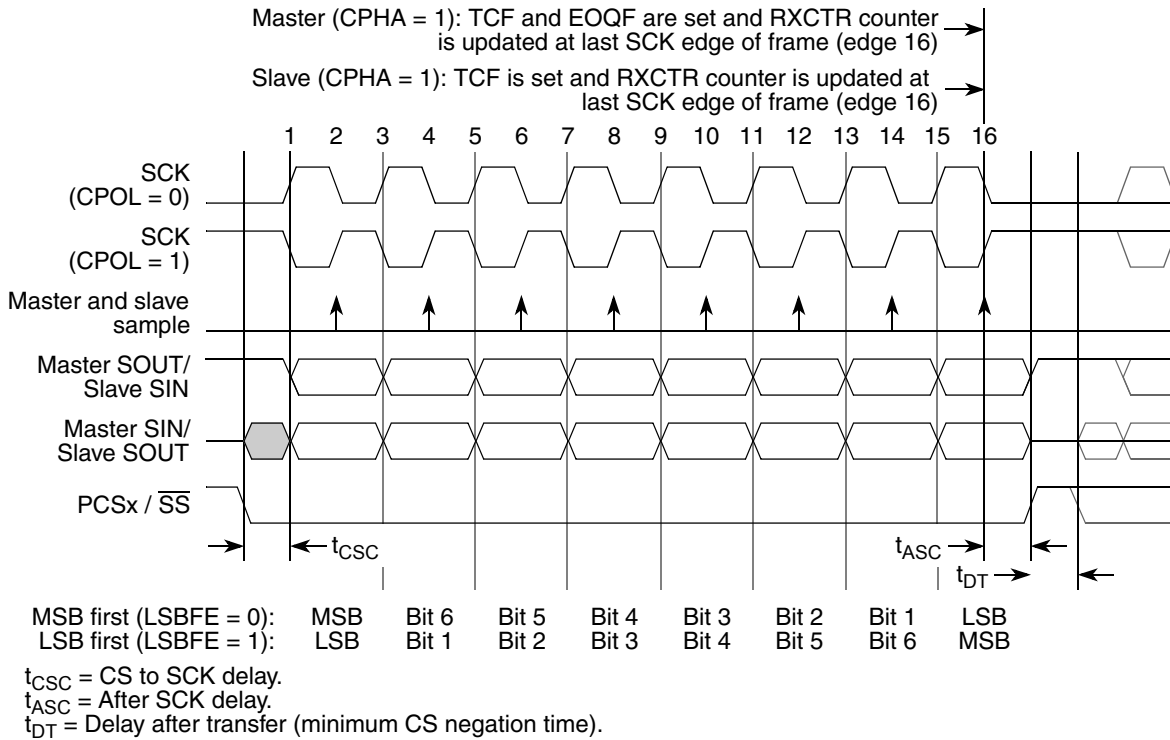 Master (CPHA = 1): TCF and EOQF are set and RXCTR counter
is updated at last SCK edge of frame (edge 16)
Slave (CPHA = 1): TCF is set and RXCTR counter is updated at
last SCK edge of frame (edge 16)
1 2 3 4 5 6 7 8 9 10 11 12 13 14 15 16
SCK
(CPOL = 0)
SCK
(CPOL = 1)
Master and slave
sample
Master SOUT/
Slave SIN
Master SIN/
Slave SOUT
PCSx / S̅S̅
tCSC tASC
tDT
MSB first (LSBFE = 0): MSB Bit 6 Bit 5 Bit 4 Bit 3 Bit 2 Bit 1 LSB
LSB first (LSBFE = 1): LSB Bit 1 Bit 2 Bit 3 Bit 4 Bit 5 Bit 6 MSB
tCSC = CS to SCK delay.
tASC = After SCK delay.
tDT = Delay after transfer (minimum CS negation time).